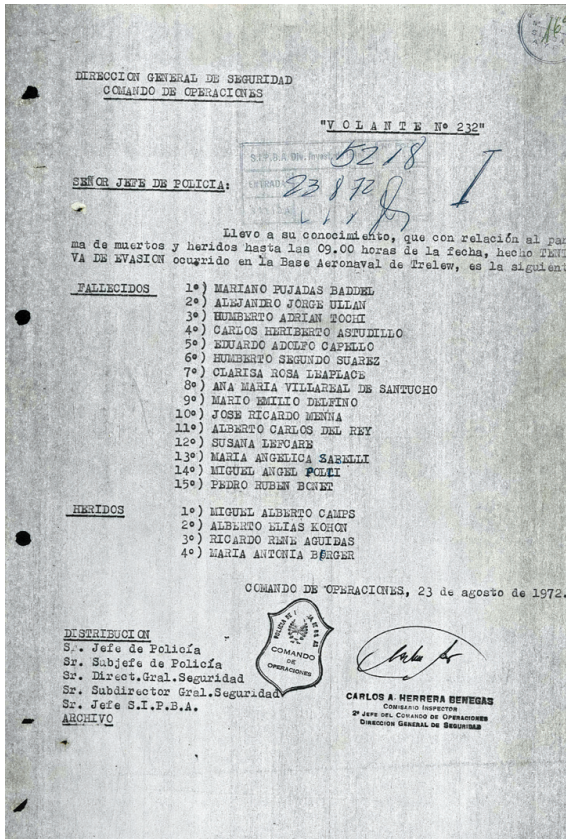 DIRECCION GENERAL DE SEGURIDAD
COMANDO DE OPERACIONES
"VOLANTE Nº 232"
S.I.P.B.A
5218
ENTRADA
23 8 72
SEÑOR JEFE DE POLICIA:
Llevo a su conocimiento, que con relación al pan
ma de muertos y heridos hasta las 09.00 horas de la fecha, hecho TENT
VA DE EVASION ocurrido en la Base Aeronaval de Trelew, es la siguient
FALLECIDOS
1º) MARIANO PUJADAS BADDEL
2º) ALEJANDRO JORGE ULLAN
3º) HUMBERTO ADRIAN TOCHI
4º) CARLOS HERIBERTO ASTUDILLO
5º) EDUARDO ADOLFO CAPELLO
6º) HUMBERTO SEGUNDO SUAREZ
7º) CLARISA ROSA LEAPLACE
8º) ANA MARIA VILLAREAL DE SANTUCHO
9º) MARIO EMILIO DELFINO
10º) JOSE RICARDO MENNA
11º) ALBERTO CARLOS DEL REY
12º) SUSANA LEFCARE
13º) MARIA ANGELICA SABELLI
14º) MIGUEL ANGEL POLTI
15º) PEDRO RUBEN BONET
HERIDOS
1º) MIGUEL ALBERTO CAMPS
2º) ALBERTO ELIAS KOHON
3º) RICARDO RENE AGUIDAS
4º) MARIA ANTONIA BERGER
COMANDO DE OPERACIONES, 23 de agosto de 1972.
DISTRIBUCION
Sr. Jefe de Policía
Sr. Subjefe de Policía
Sr. Direct.Gral.Seguridad
Sr. Subdirector Gral.Seguridad
Sr. Jefe S.I.P.B.A.
ARCHIVO
COMANDO
DE
OPERACIONES
CARLOS A. HERRERA BENEGAS
COMISARIO INSPECTOR
2º JEFE DEL COMANDO DE OPERACIONES
DIRECCION GENERAL DE SEGURIDAD